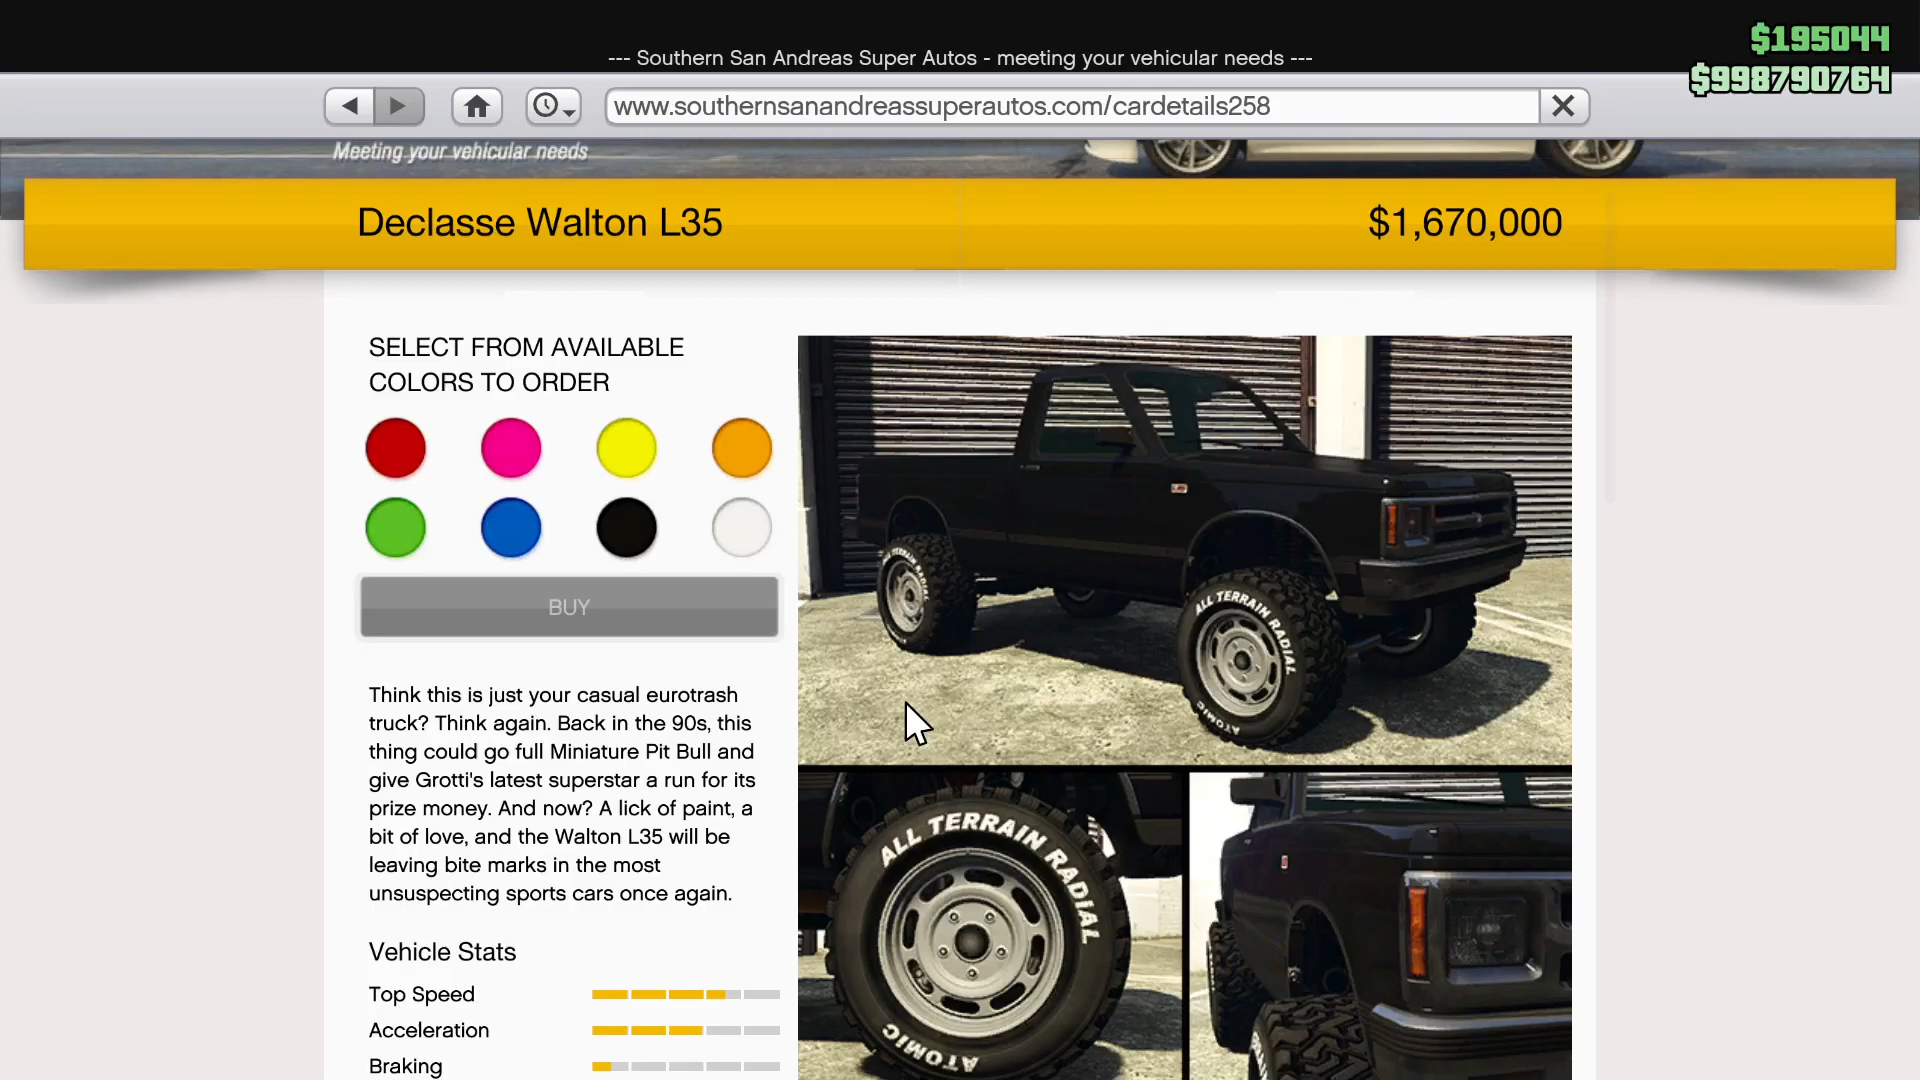 --- Southern San Andreas Super Autos - meeting your vehicular needs ---
$195044
$998790764
www.southernsanandreassuperautos.com/cardetails258
Meeting your vehicular needs
Declasse Walton L35
$1,670,000
SELECT FROM AVAILABLE
COLORS TO ORDER
BUY
Think this is just your casual eurotrash
truck? Think again. Back in the 90s, this
thing could go full Miniature Pit Bull and
give Grotti's latest superstar a run for its
prize money. And now? A lick of paint, a
bit of love, and the Walton L35 will be
leaving bite marks in the most
unsuspecting sports cars once again.
Vehicle Stats
Top Speed
Acceleration
Braking
ALL TERRAIN RADIAL
ALL TERRAIN RADIAL
ATOMIC
ALL TERRAIN RADIAL
ATOMIC